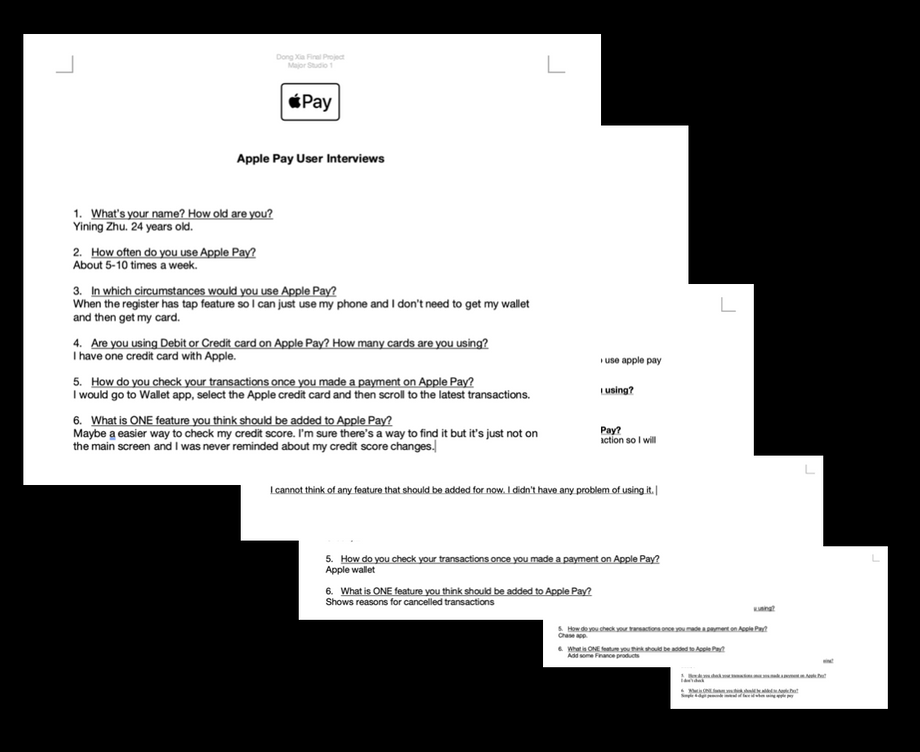 Dong Xia Final Project
Major Studio 1
Pay
Apple Pay User Interviews
1. What's your name? How old are you?
Yining Zhu. 24 years old.
2. How often do you use Apple Pay?
About 5-10 times a week.
3. In which circumstances would you use Apple Pay?
When the register has tap feature so I can just use my phone and I don't need to get my wallet
and then get my card.
4. Are you using Debit or Credit card on Apple Pay? How many cards are you using?
I have one credit card with Apple.
5. How do you check your transactions once you made a payment on Apple Pay?
I would go to Wallet app, select the Apple credit card and then scroll to the latest transactions.
6. What is ONE feature you think should be added to Apple Pay?
Maybe a easier way to check my credit score. I'm sure there's a way to find it but it's just not on
the main screen and I was never reminded about my credit score changes.
use apple pay
using?
Pay?
action so I will
I cannot think of any feature that should be added for now. I didn't have any problem of using it.
5. How do you check your transactions once you made a payment on Apple Pay?
Apple wallet
6. What is ONE feature you think should be added to Apple Pay?
Shows reasons for cancelled transactions
using?
5. How do you check your transactions once you made a payment on Apple Pay?
Chase app.
6. What is ONE feature you think should be added to Apple Pay?
Add some Finance products
5. How do you check your transactions once you made a payment on Apple Pay?
I don't check
6. What is ONE feature you think should be added to Apple Pay?
Simple 4-digit passcode instead of face id when using apple pay